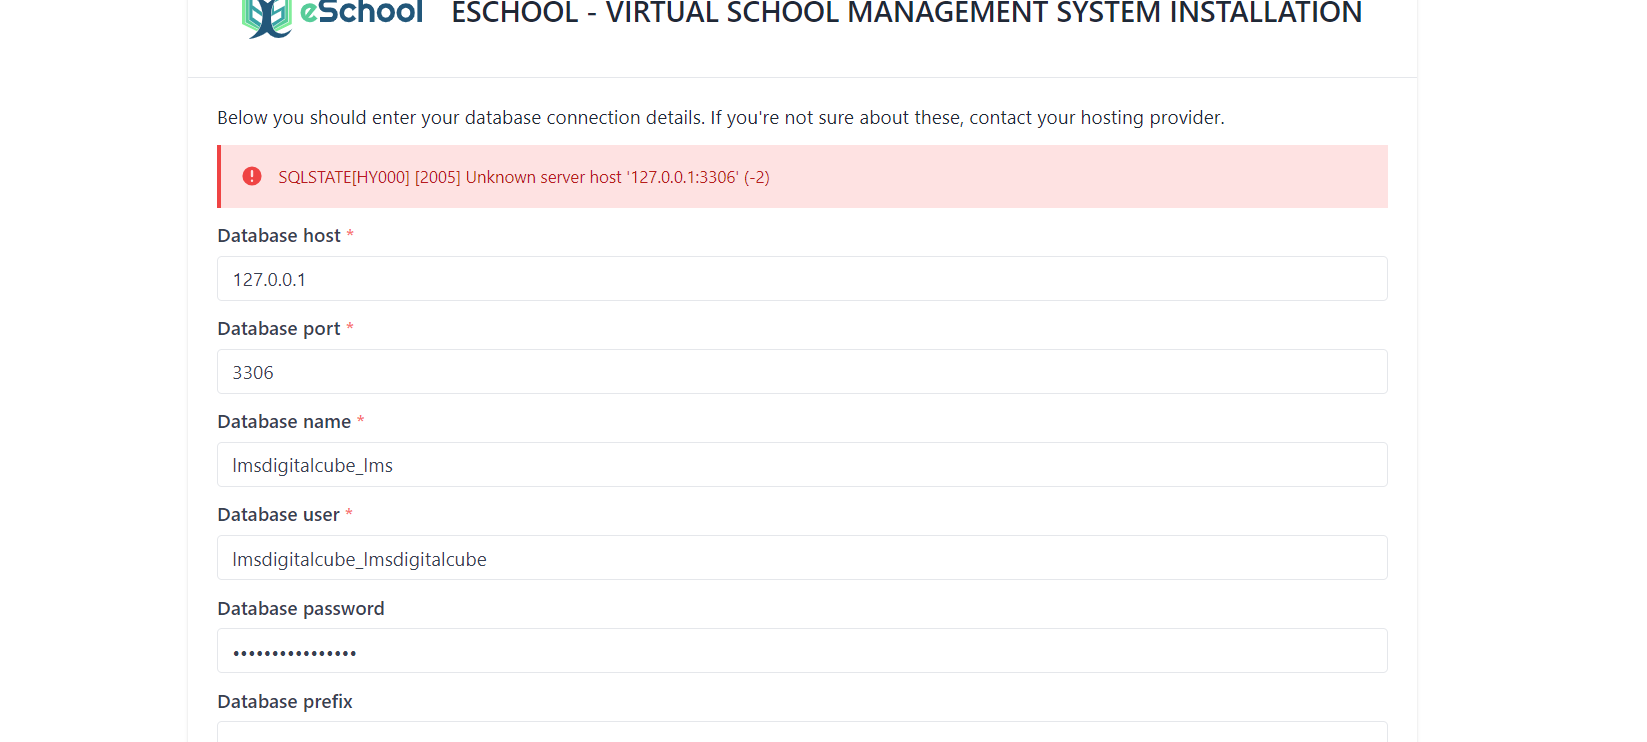 eSchool ESCHOOL - VIRTUAL SCHOOL MANAGEMENT SYSTEM INSTALLATION
Below you should enter your database connection details. If you're not sure about these, contact your hosting provider.
SQLSTATE[HY000] [2005] Unknown server host '127.0.0.1:3306' (-2)
Database host *
127.0.0.1
Database port *
3306
Database name *
lmsdigitalcube_lms
Database user *
lmsdigitalcube_lmsdigitalcube
Database password
••••••••••••••••
Database prefix